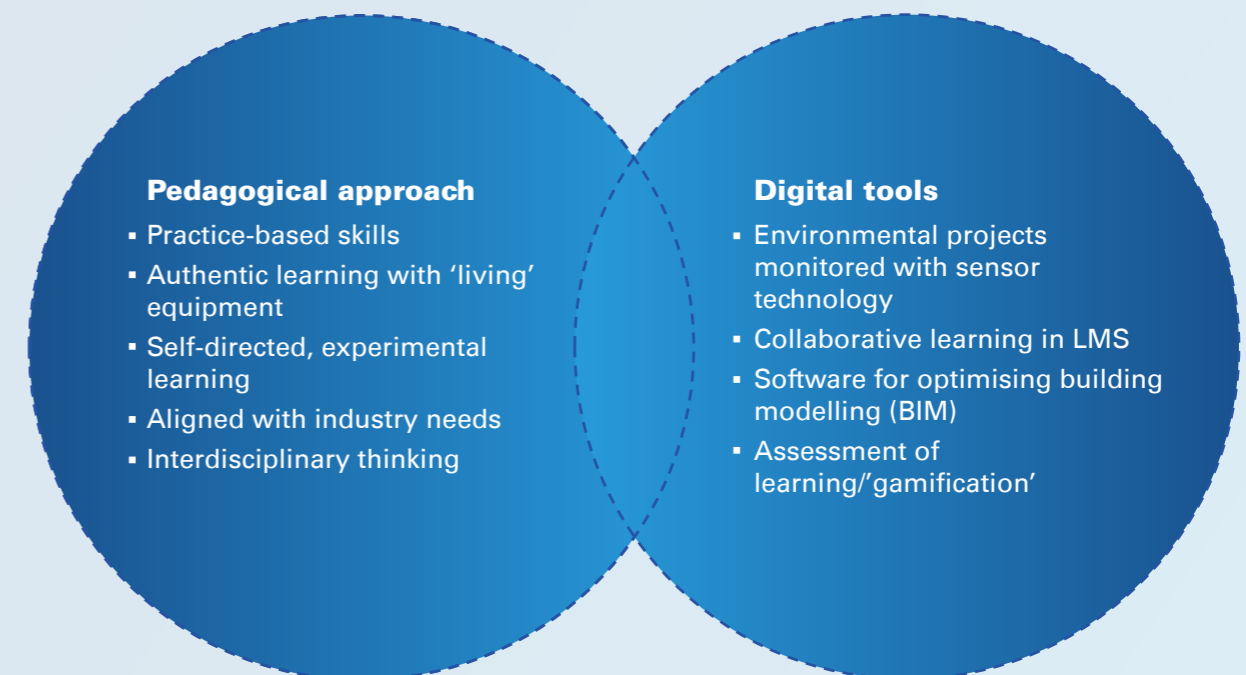 Pedagogical approach
▪ Practice-based skills
▪ Authentic learning with ‘living’
equipment
▪ Self-directed, experimental
learning
▪ Aligned with industry needs
▪ Interdisciplinary thinking
Digital tools
▪ Environmental projects
monitored with sensor
technology
▪ Collaborative learning in LMS
▪ Software for optimising building
modelling (BIM)
▪ Assessment of
learning/’gamification’